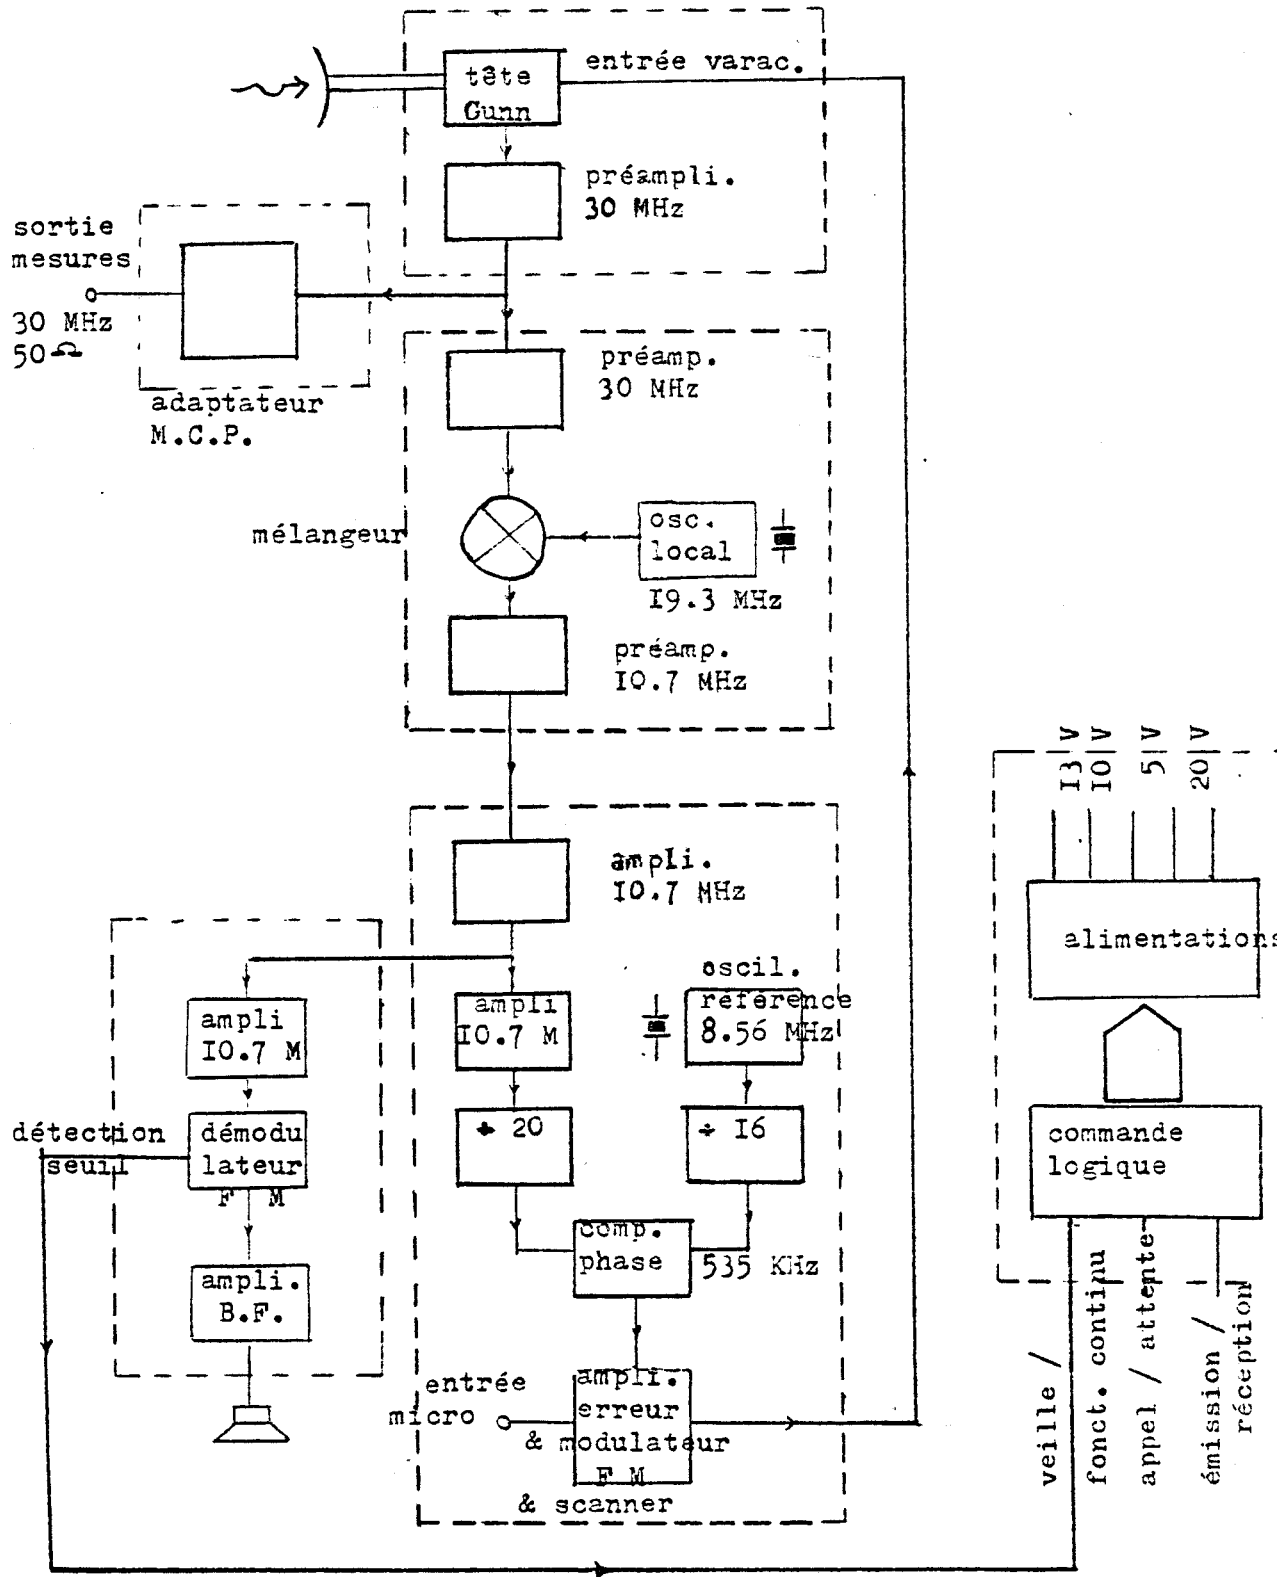 entrée varac.
tête
Gunn
préampli.
30 MHz
sortie
mesures
30 MHz
50 Ω
adaptateur
M.C.P.
préamp.
30 MHz
mélangeur
osc.
local
I9.3 MHz
préamp.
IO.7 MHz
ampli.
IO.7 MHz
I3 V
IO V
5 V
20 V
alimentations
commande
logique
oscil.
référence
8.56 MHz
ampli
IO.7 M
ampli
IO.7 M
÷ 20
÷ I6
détection
seuil
démodu
lateur
F M
comp.
phase
535 KHz
ampli.
B.F.
entrée
micro
ampli.
erreur
& modulateur
F M
& scanner
veille /
fonct. continu
appel / attente
émission /
réception